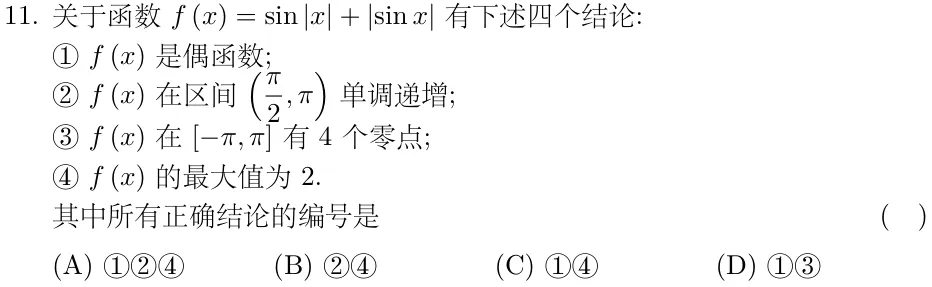 11. 关于函数 f (x) = sin |x| + |sin x| 有下述四个结论:
① f (x) 是偶函数;
② f (x) 在区间 (π/2, π) 单调递增;
③ f (x) 在 [−π, π] 有 4 个零点;
④ f (x) 的最大值为 2.
其中所有正确结论的编号是 ( )
(A) ①②④ (B) ②④ (C) ①④ (D) ①③